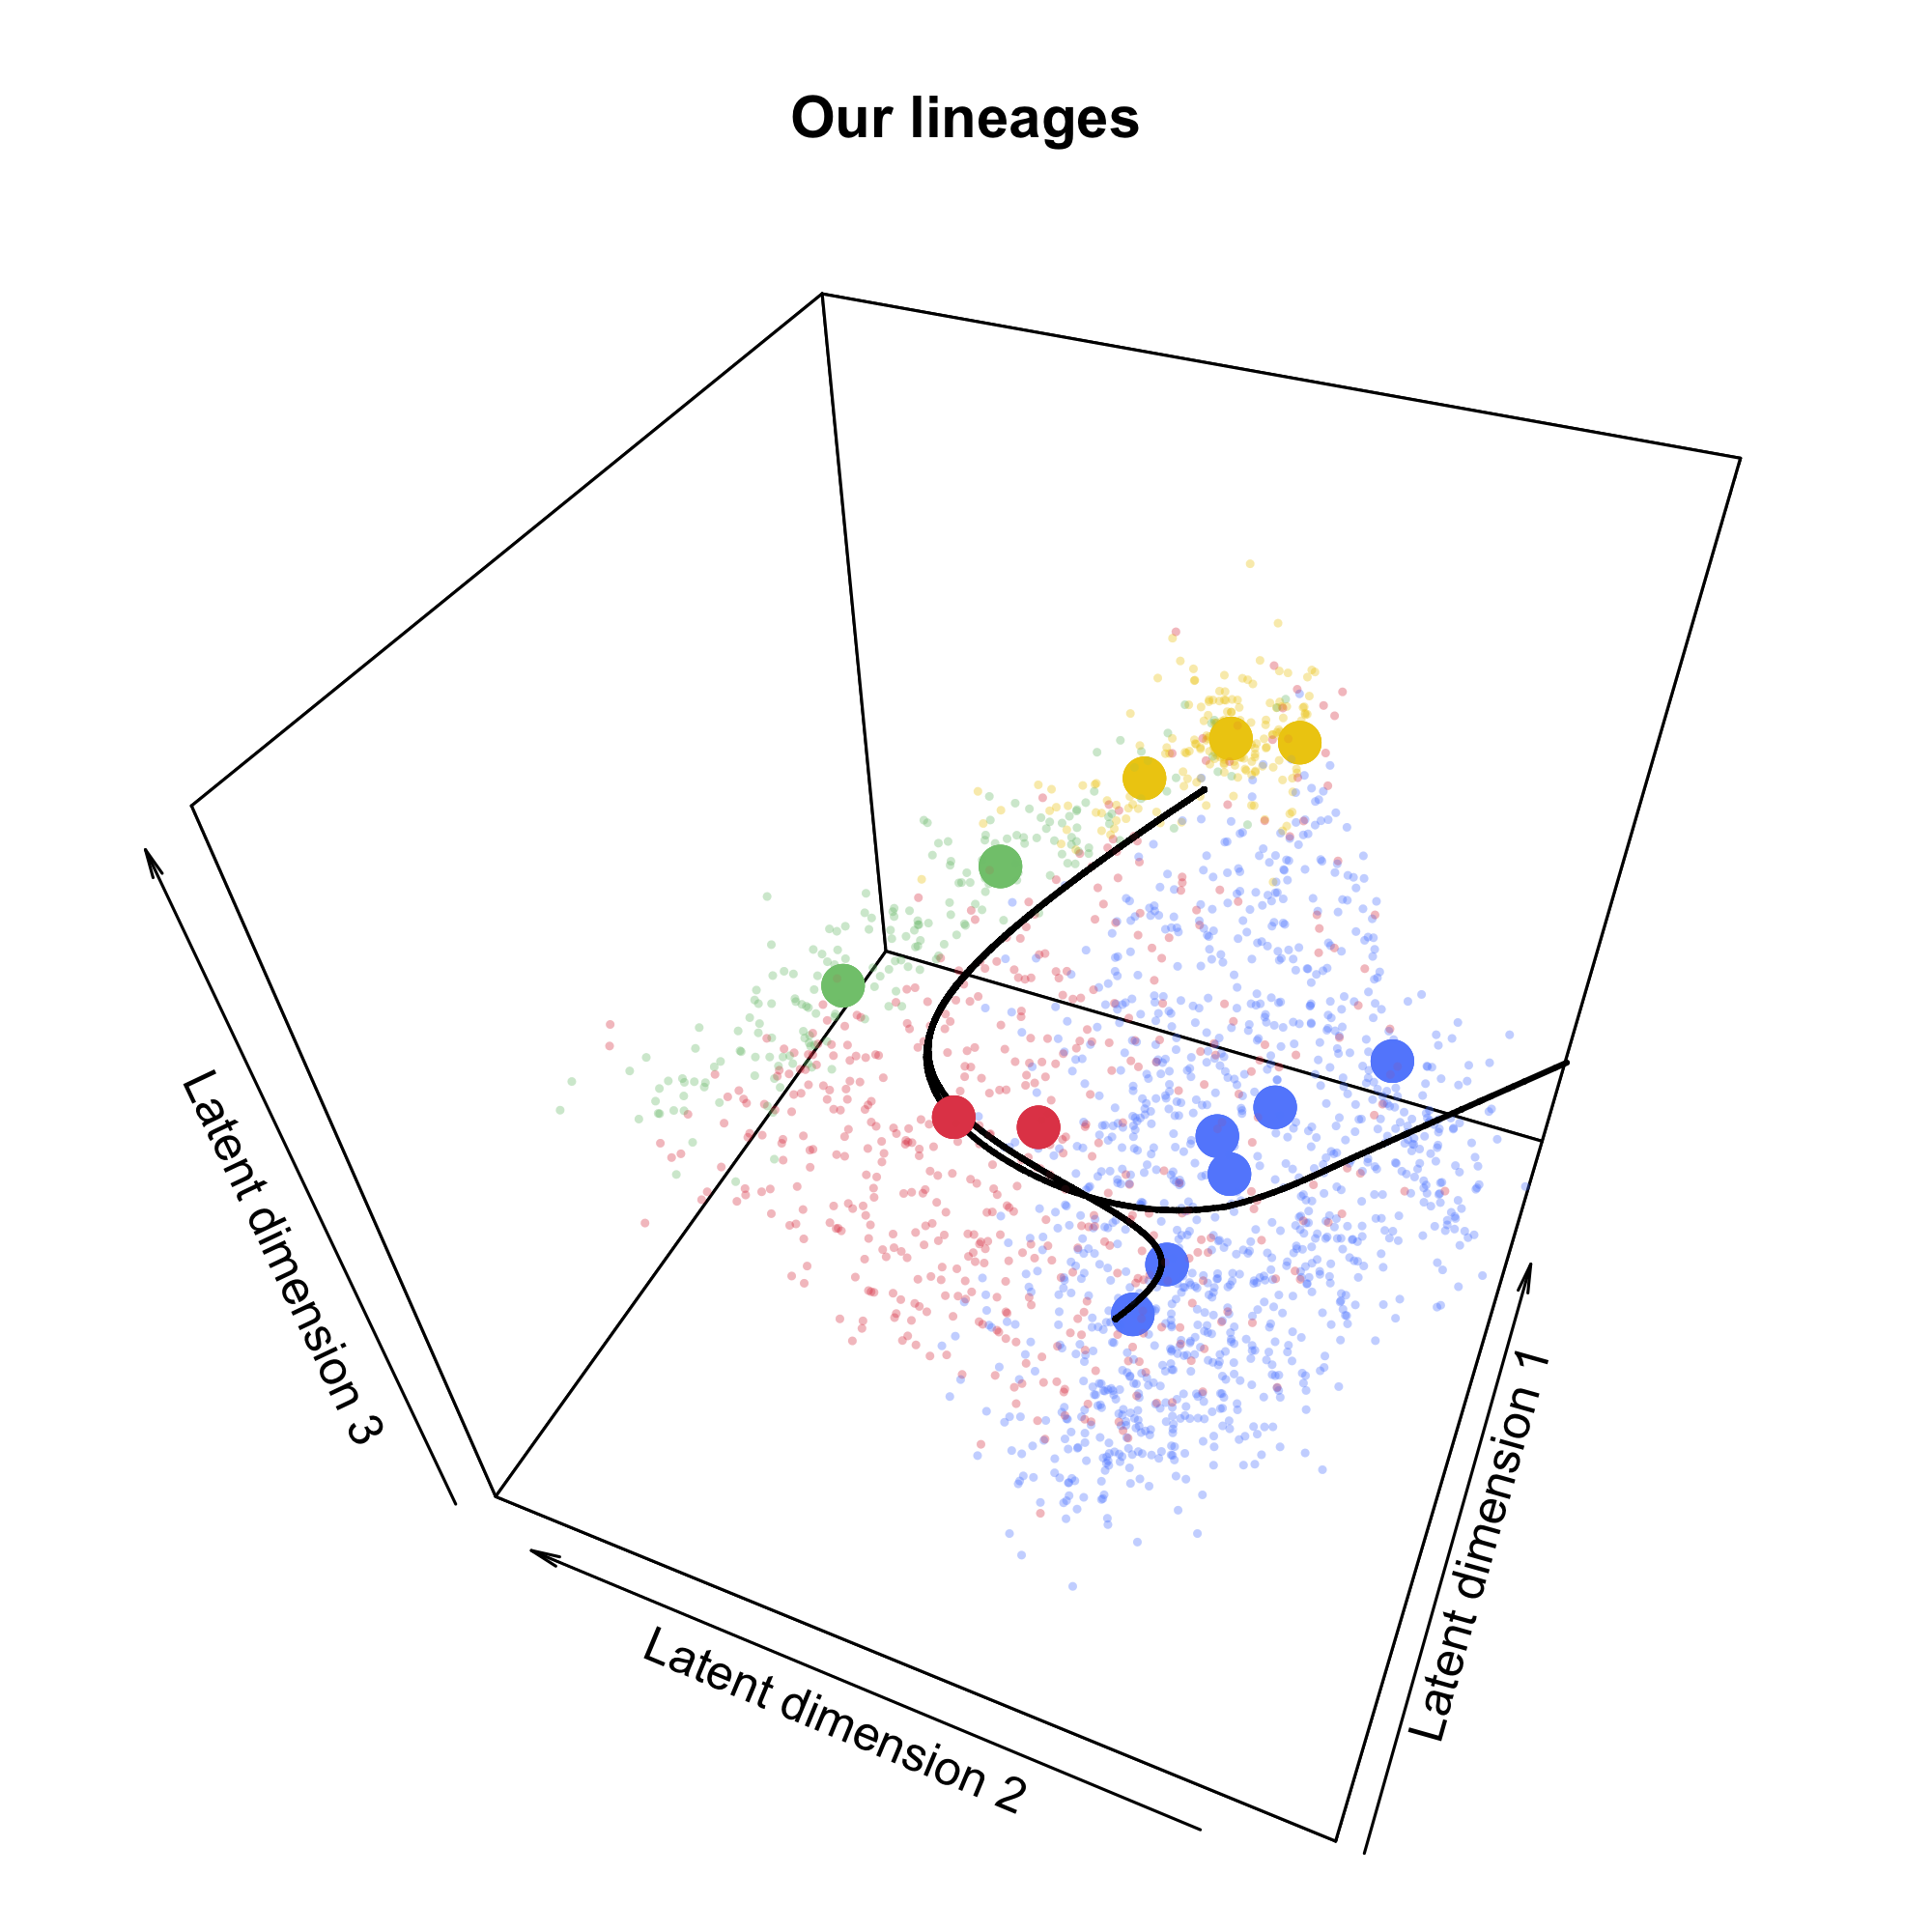 Our lineages
Latent dimension 3
Latent dimension 1
Latent dimension 2